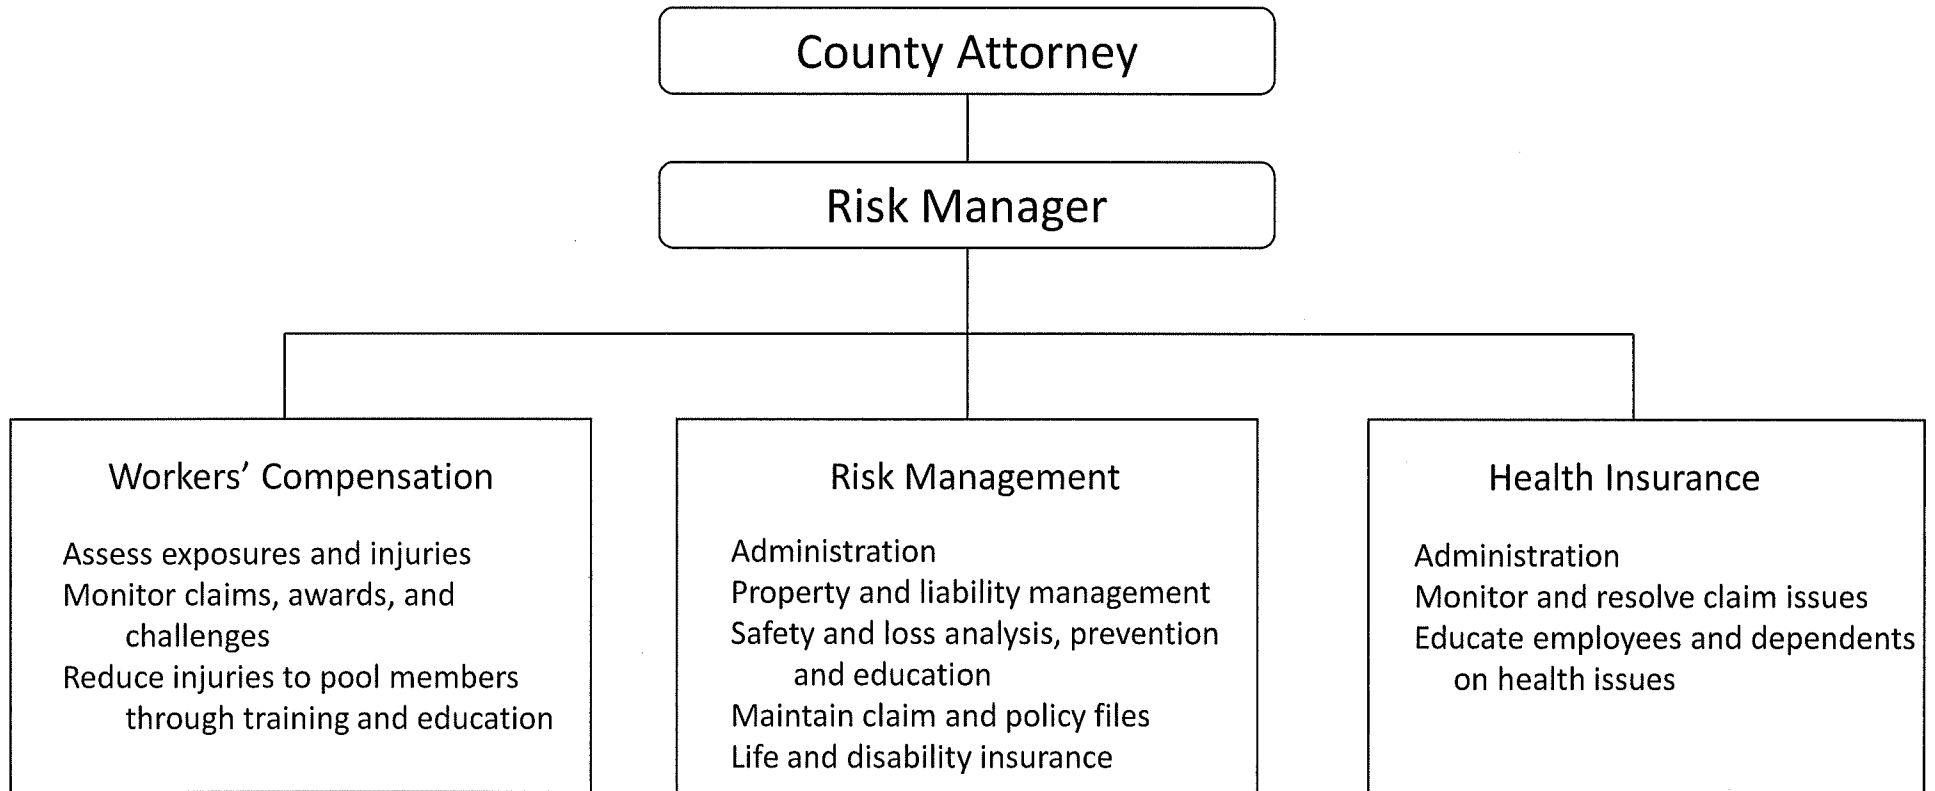 County Attorney
Risk Manager
Workers’ Compensation
Assess exposures and injuries
Monitor claims, awards, and
challenges
Reduce injuries to pool members
through training and education
Risk Management
Administration
Property and liability management
Safety and loss analysis, prevention
and education
Maintain claim and policy files
Life and disability insurance
Health Insurance
Administration
Monitor and resolve claim issues
Educate employees and dependents
on health issues